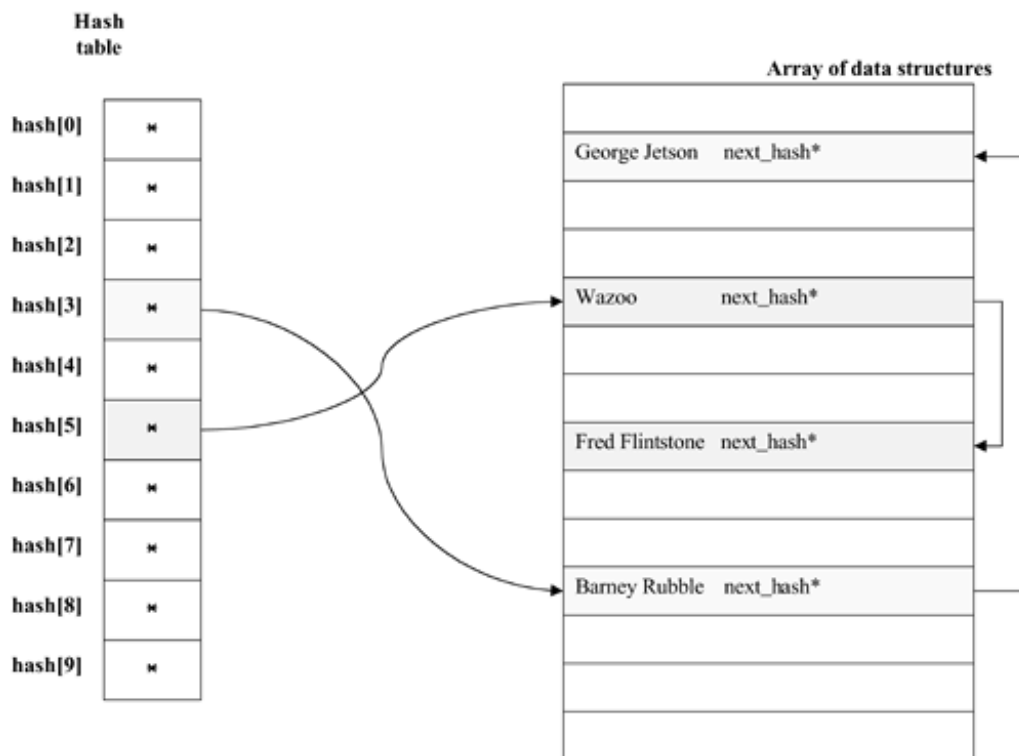 Hash
table
Array of data structures
hash[0] *
hash[1] *
hash[2] *
hash[3] *
hash[4] *
hash[5] *
hash[6] *
hash[7] *
hash[8] *
hash[9] *
George Jetson next_hash*
Wazoo next_hash*
Fred Flintstone next_hash*
Barney Rubble next_hash*